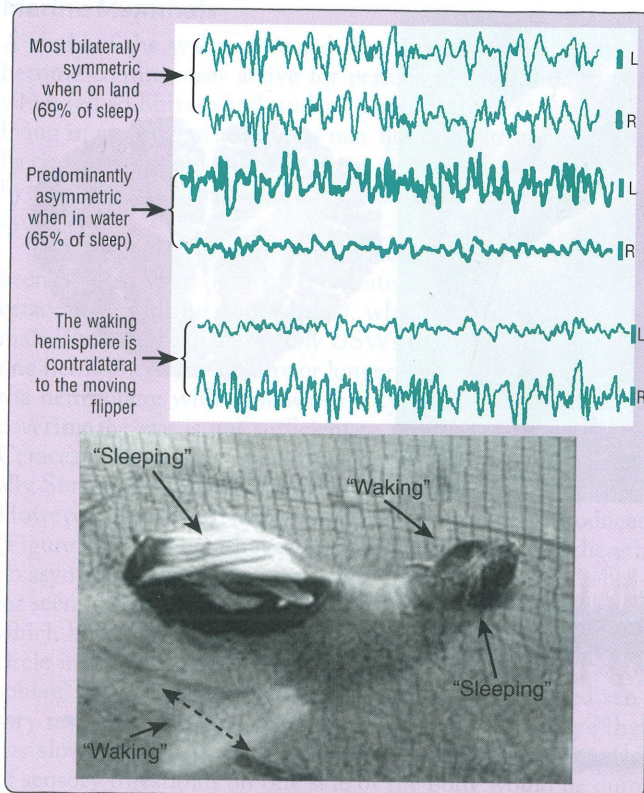 Most bilaterally
symmetric
when on land
(69% of sleep)
L
R
Predominantly
asymmetric
when in water
(65% of sleep)
L
R
The waking
hemisphere is
contralateral
to the moving
flipper
L
R
"Sleeping"
"Waking"
"Sleeping"
"Waking"